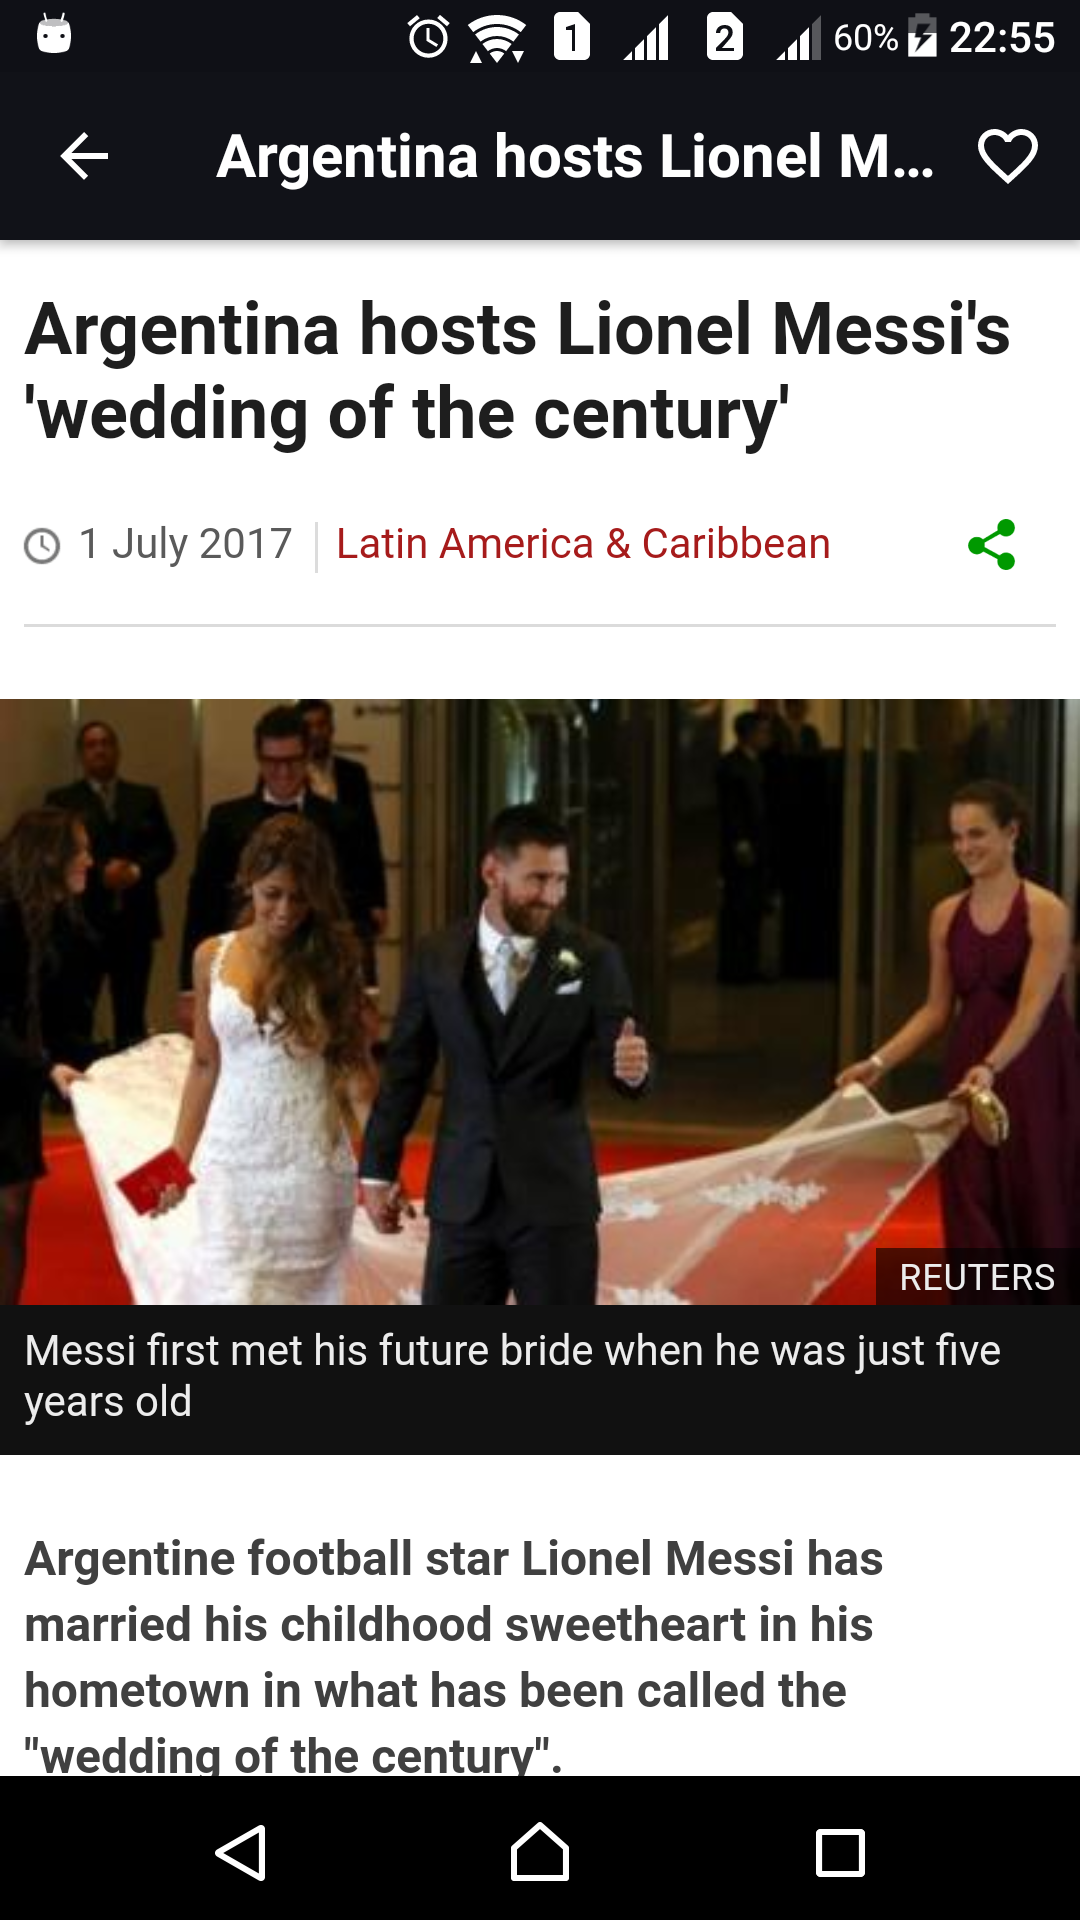 1
2
60%
22:55
Argentina hosts Lionel M...
Argentina hosts Lionel Messi's
'wedding of the century'
1 July 2017
Latin America & Caribbean
REUTERS
Messi first met his future bride when he was just five
years old
Argentine football star Lionel Messi has
married his childhood sweetheart in his
hometown in what has been called the
"wedding of the century".